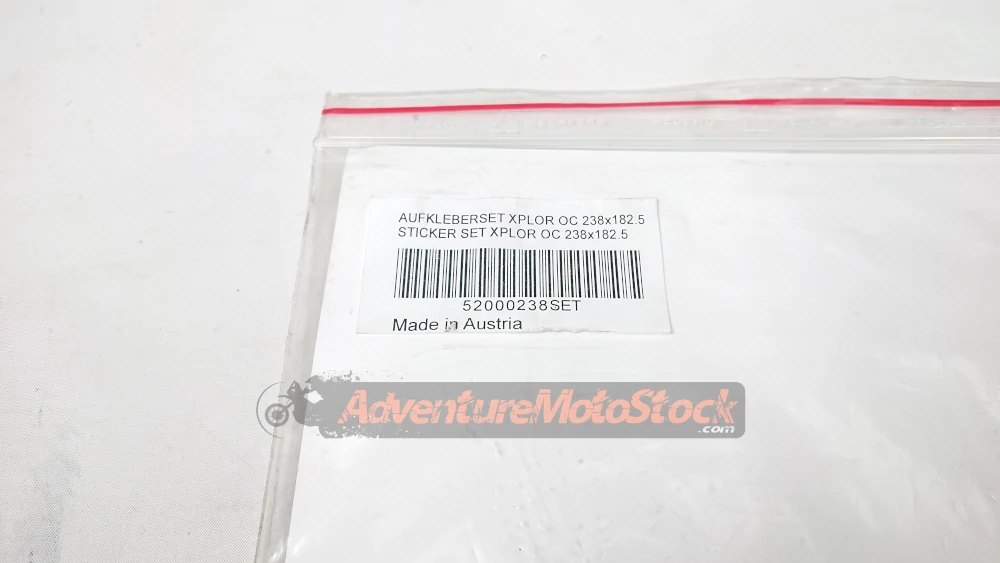 AUFKLEBERSET XPLOR OC 238x182.5
STICKER SET XPLOR OC 238x182.5
52000238SET
Made in Austria
AdventureMotoStock
.com